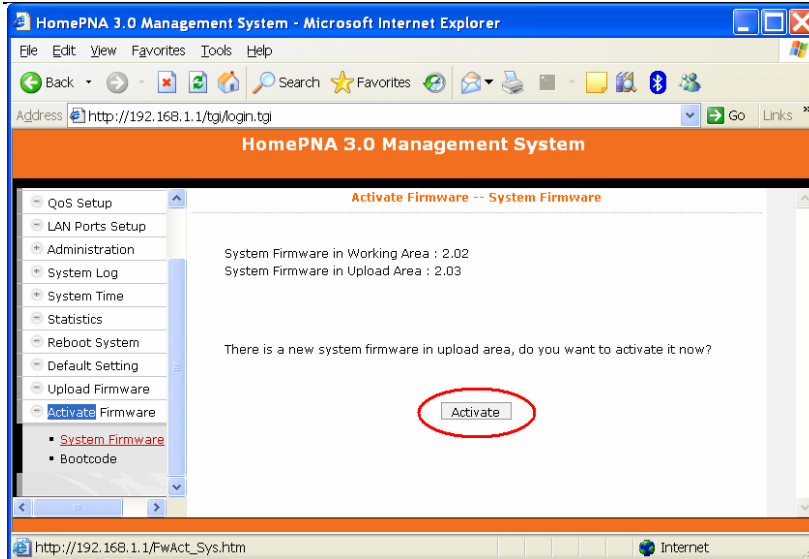 HomePNA 3.0 Management System - Microsoft Internet Explorer
File Edit View Favorites Tools Help
Back Search Favorites
Address http://192.168.1.1/tgi/login.tgi Go Links »
HomePNA 3.0 Management System
QoS Setup
LAN Ports Setup
Administration
System Log
System Time
Statistics
Reboot System
Default Setting
Upload Firmware
Activate Firmware
System Firmware
Bootcode
Activate Firmware -- System Firmware
System Firmware in Working Area : 2.02
System Firmware in Upload Area : 2.03
There is a new system firmware in upload area, do you want to activate it now?
Activate
http://192.168.1.1/FwAct_Sys.htm Internet